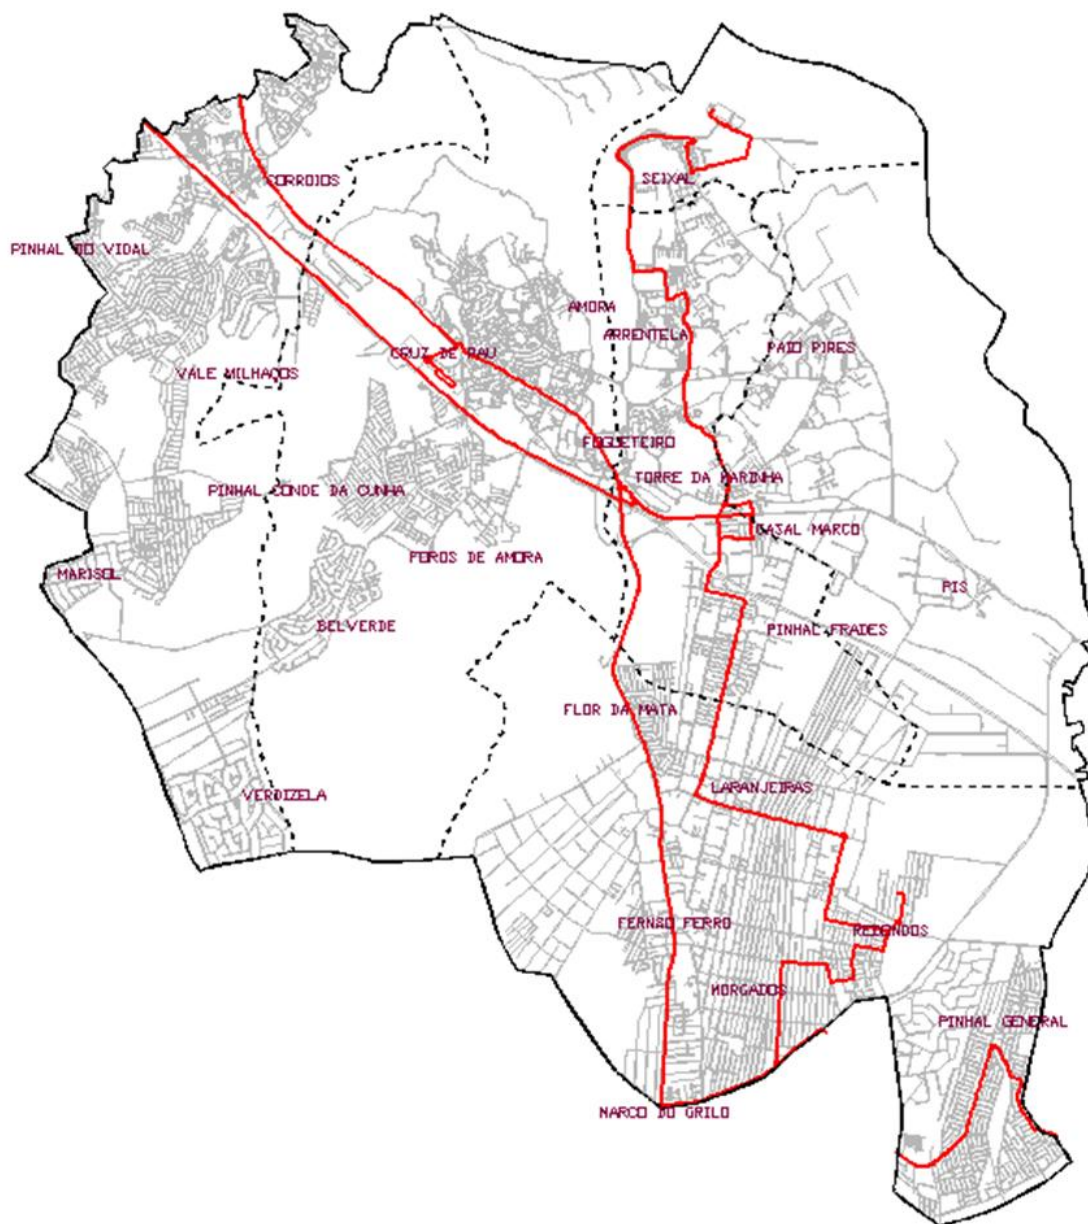 CORROIOS
SEIXAL
PINHAL DO VIDAL
AMORA
ARRENTELA
PAIO PIRES
CRUZ DE PAU
VALE MILHAÇOS
FOGUETEIRO
TORRE DA MARINHA
PINHAL CONDE DA CUNHA
CASAL MARCO
FOROS DE AMORA
MARISOL
PIS
BELVERDE
PINHAL FRADES
FLOR DA MATA
LARANJEIRAS
VERDIZELA
FERNÃO FERRO
REDONDOS
MORGADOS
PINHAL GENERAL
MARCO DO GRILO